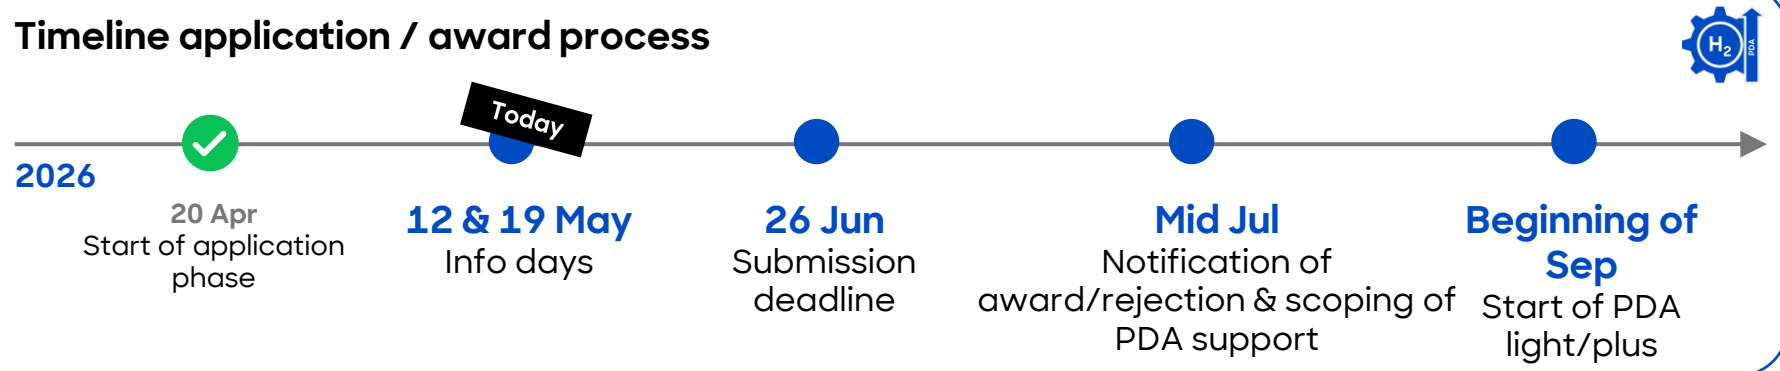 Timeline application / award process
H2
PDA
Today
2026
20 Apr
Start of application
phase
12 & 19 May
Info days
26 Jun
Submission
deadline
Mid Jul
Notification of
award/rejection & scoping of
PDA support
Beginning of
Sep
Start of PDA
light/plus